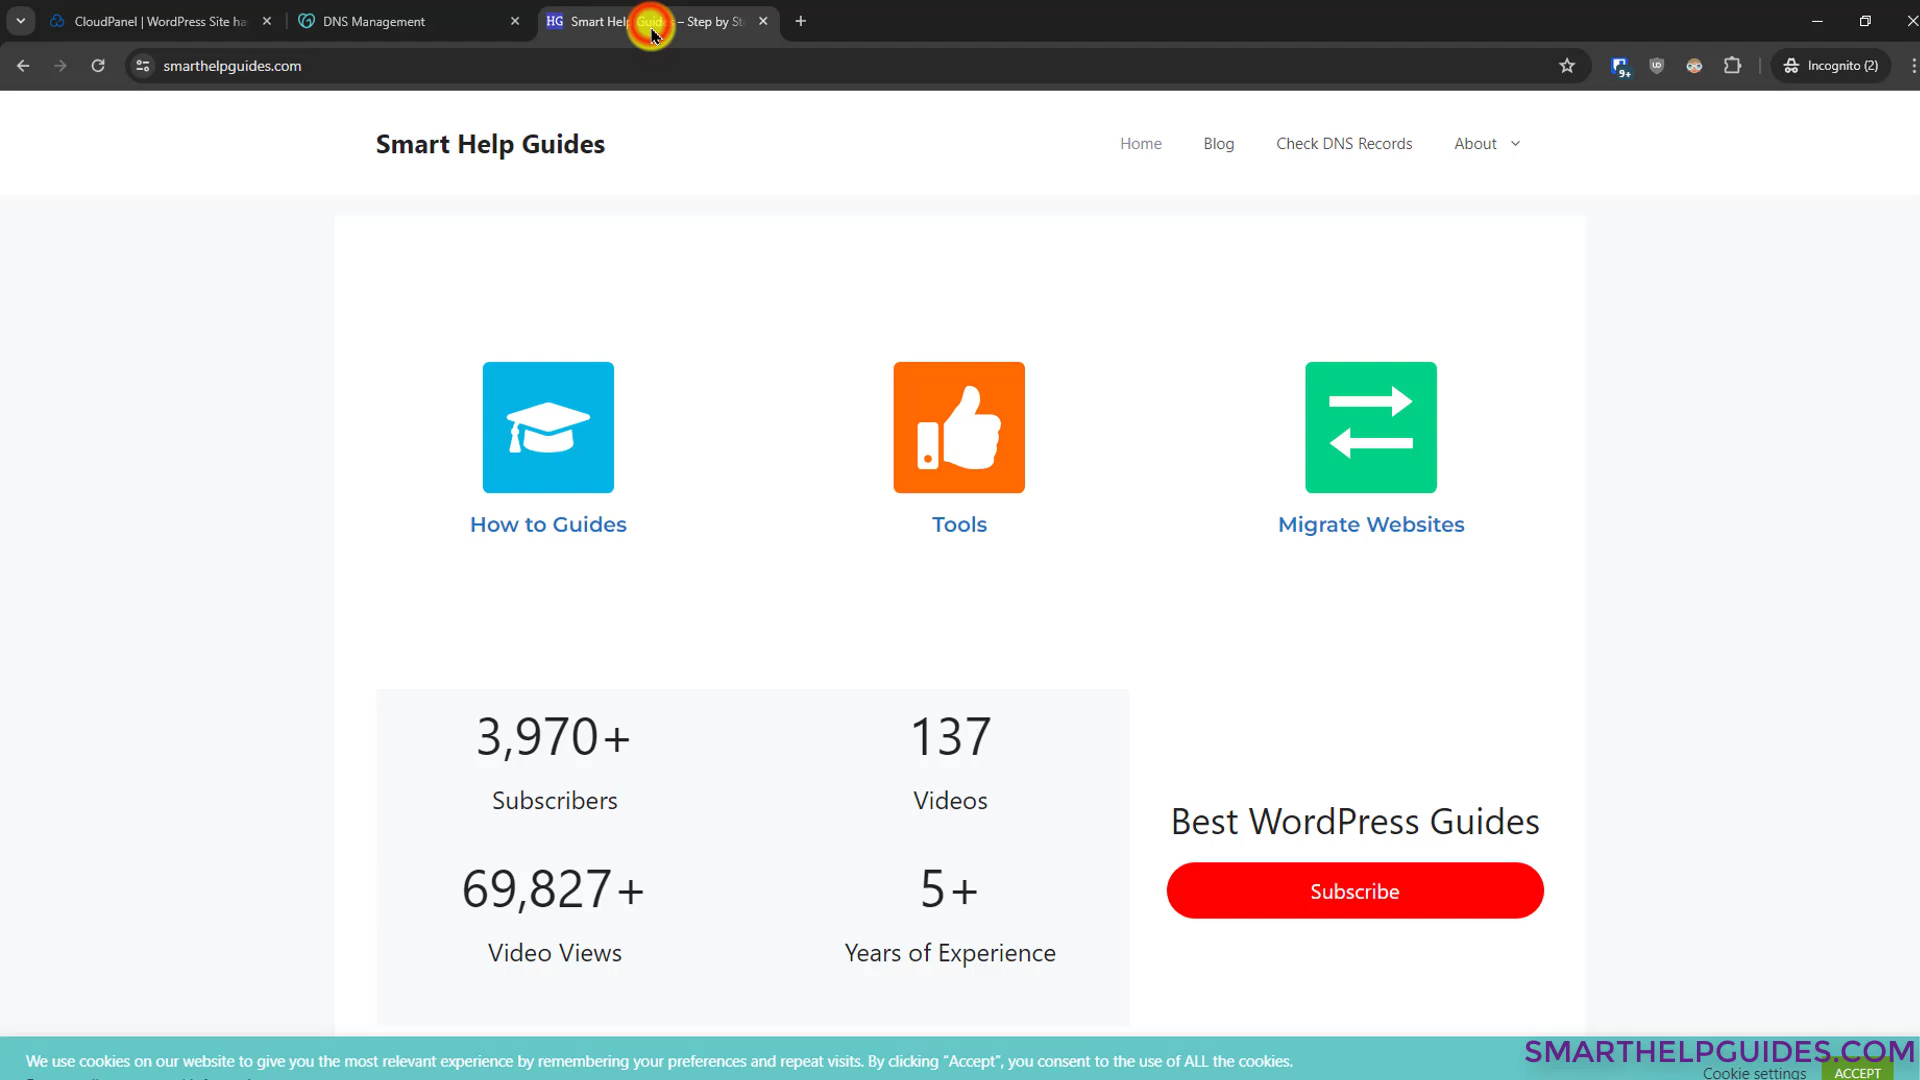 CloudPanel | WordPress Site ha
DNS Management
HG Smart Help Guides – Step by St
smarthelpguides.com
9+
Incognito (2)
Smart Help Guides
Home
Blog
Check DNS Records
About
How to Guides
Tools
Migrate Websites
3,970+
Subscribers
137
Videos
69,827+
Video Views
5+
Years of Experience
Best WordPress Guides
Subscribe
We use cookies on our website to give you the most relevant experience by remembering your preferences and repeat visits. By clicking “Accept”, you consent to the use of ALL the cookies.
SMARTHELPGUIDES.COM
Cookie settings
ACCEPT